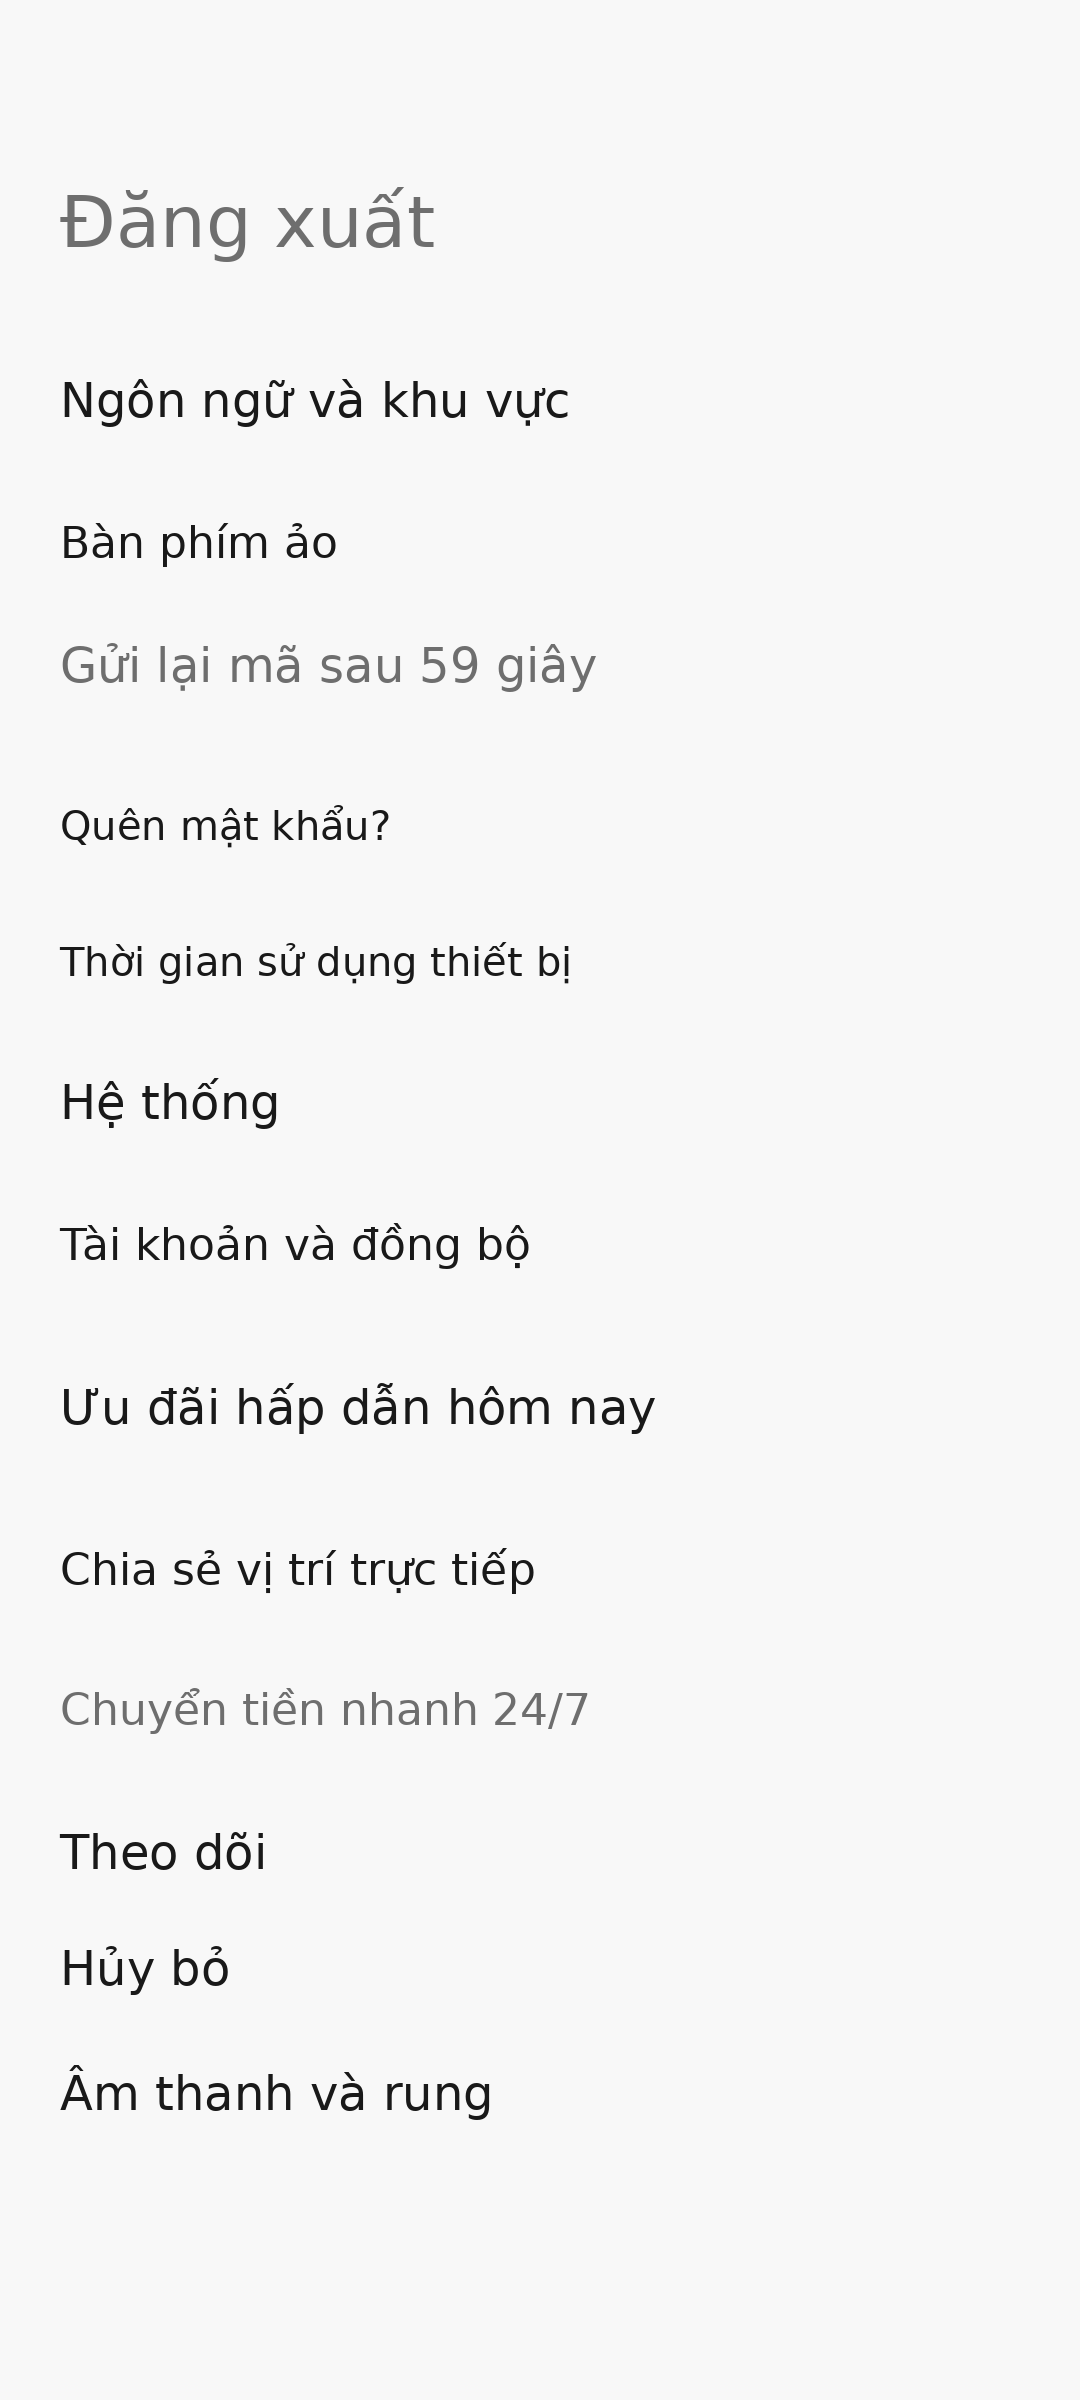 Đăng xuất
Ngôn ngữ và khu vực
Bàn phím ảo
Gửi lại mã sau 59 giây
Quên mật khẩu?
Thời gian sử dụng thiết bị
Hệ thống
Tài khoản và đồng bộ
Ưu đãi hấp dẫn hôm nay
Chia sẻ vị trí trực tiếp
Chuyển tiền nhanh 24/7
Theo dõi
Hủy bỏ
Âm thanh và rung